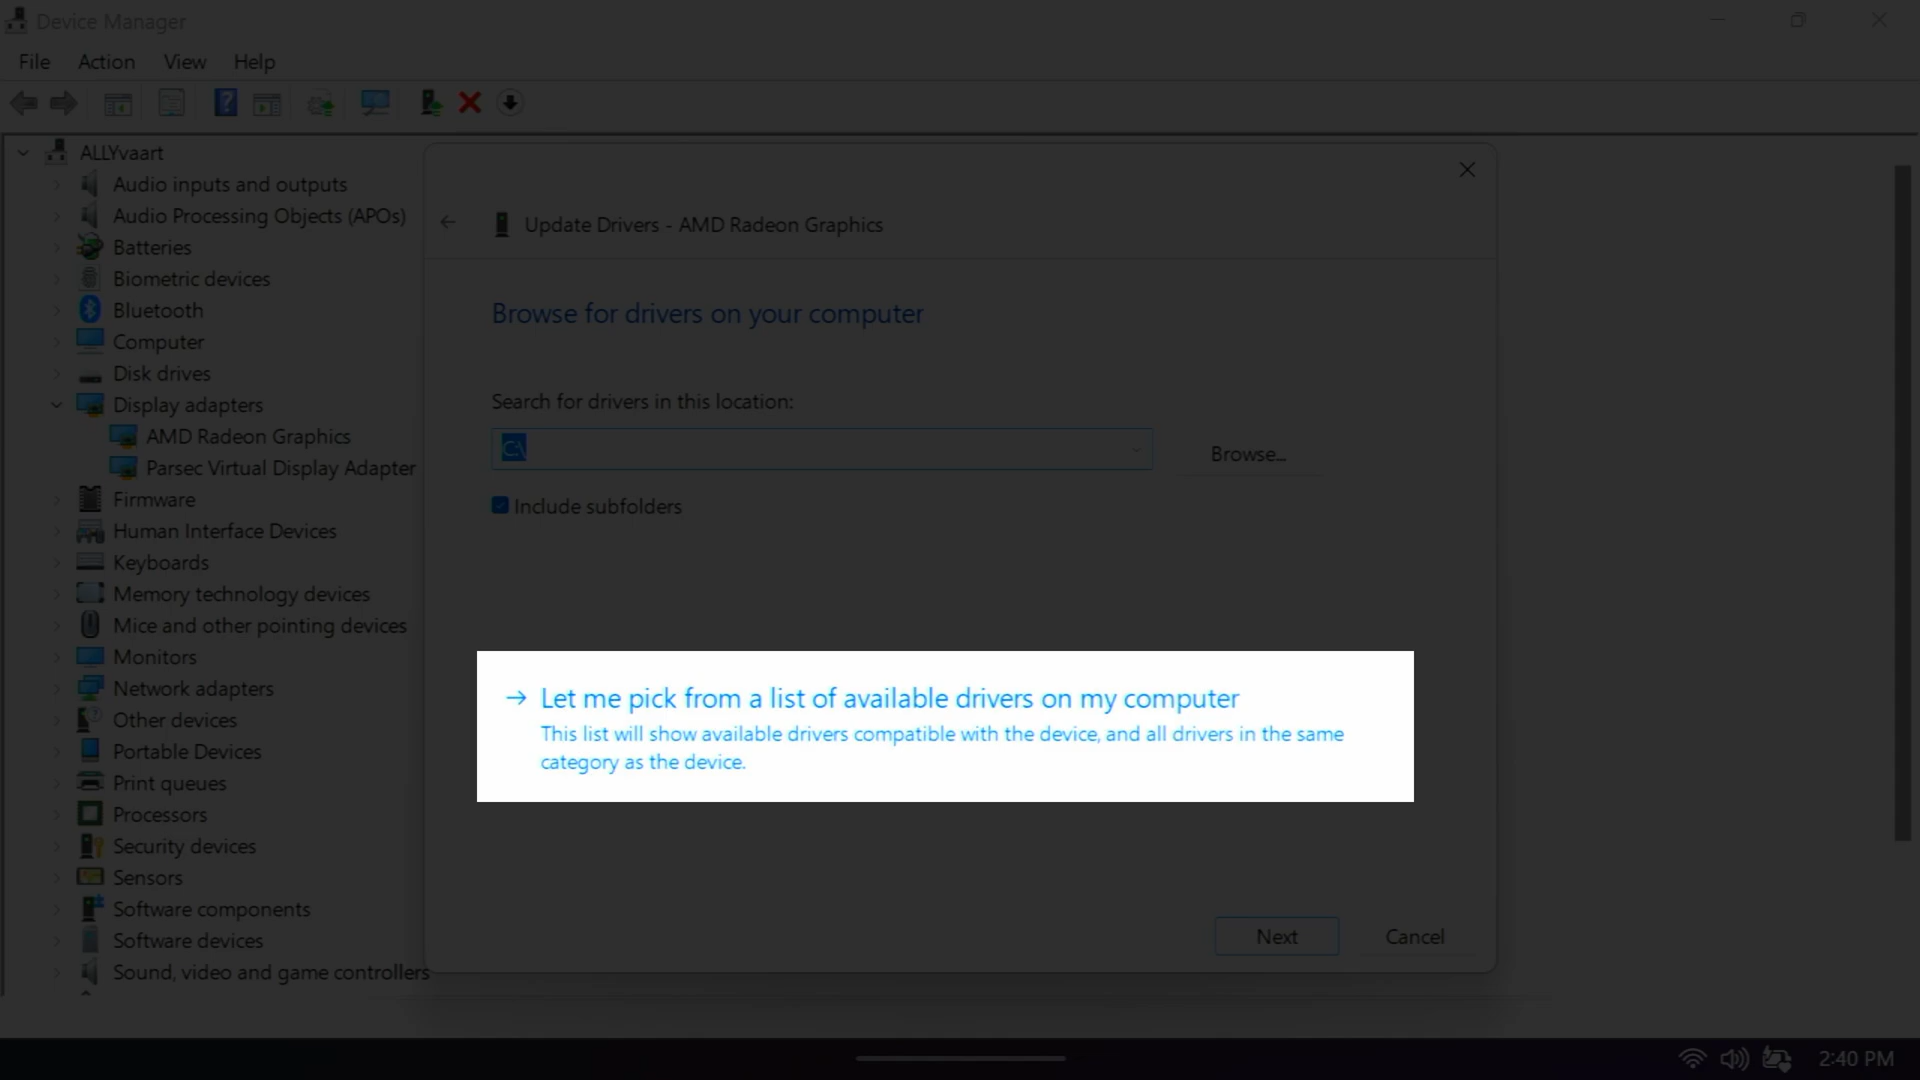 Device Manager
File Action View Help
ALLYvaart
Audio inputs and outputs
Audio Processing Objects (APOs)
Batteries
Biometric devices
Bluetooth
Computer
Disk drives
Display adapters
AMD Radeon Graphics
Parsec Virtual Display Adapter
Firmware
Human Interface Devices
Keyboards
Memory technology devices
Mice and other pointing devices
Monitors
Network adapters
Other devices
Portable Devices
Print queues
Processors
Security devices
Sensors
Software components
Software devices
Sound, video and game controllers
Update Drivers - AMD Radeon Graphics
Browse for drivers on your computer
Search for drivers in this location:
C:\
Browse...
Include subfolders
Let me pick from a list of available drivers on my computer
This list will show available drivers compatible with the device, and all drivers in the same
category as the device.
Next Cancel
2:40 PM